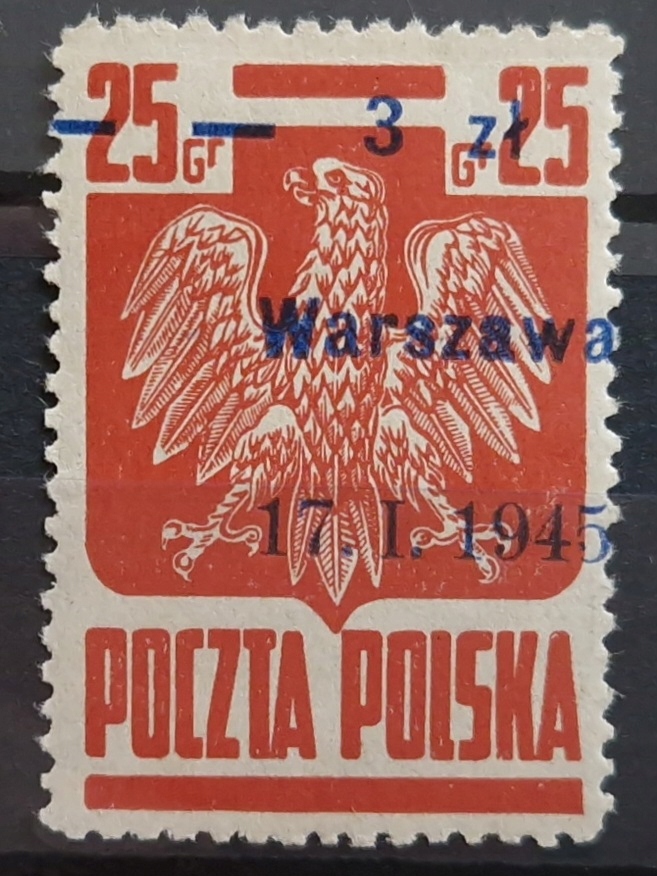 25 Gr Gr 25
— — 3 zł
Warszawa
17. I. 1945
POCZTA POLSKA